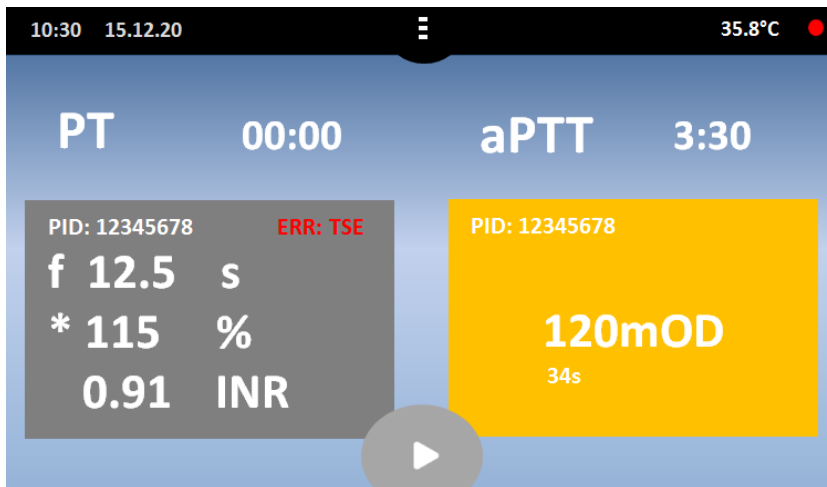 10:30 15.12.20 35.8°C
PT 00:00 aPTT 3:30
PID: 12345678 ERR: TSE
f 12.5 s
* 115 %
0.91 INR
PID: 12345678
120mOD
34s